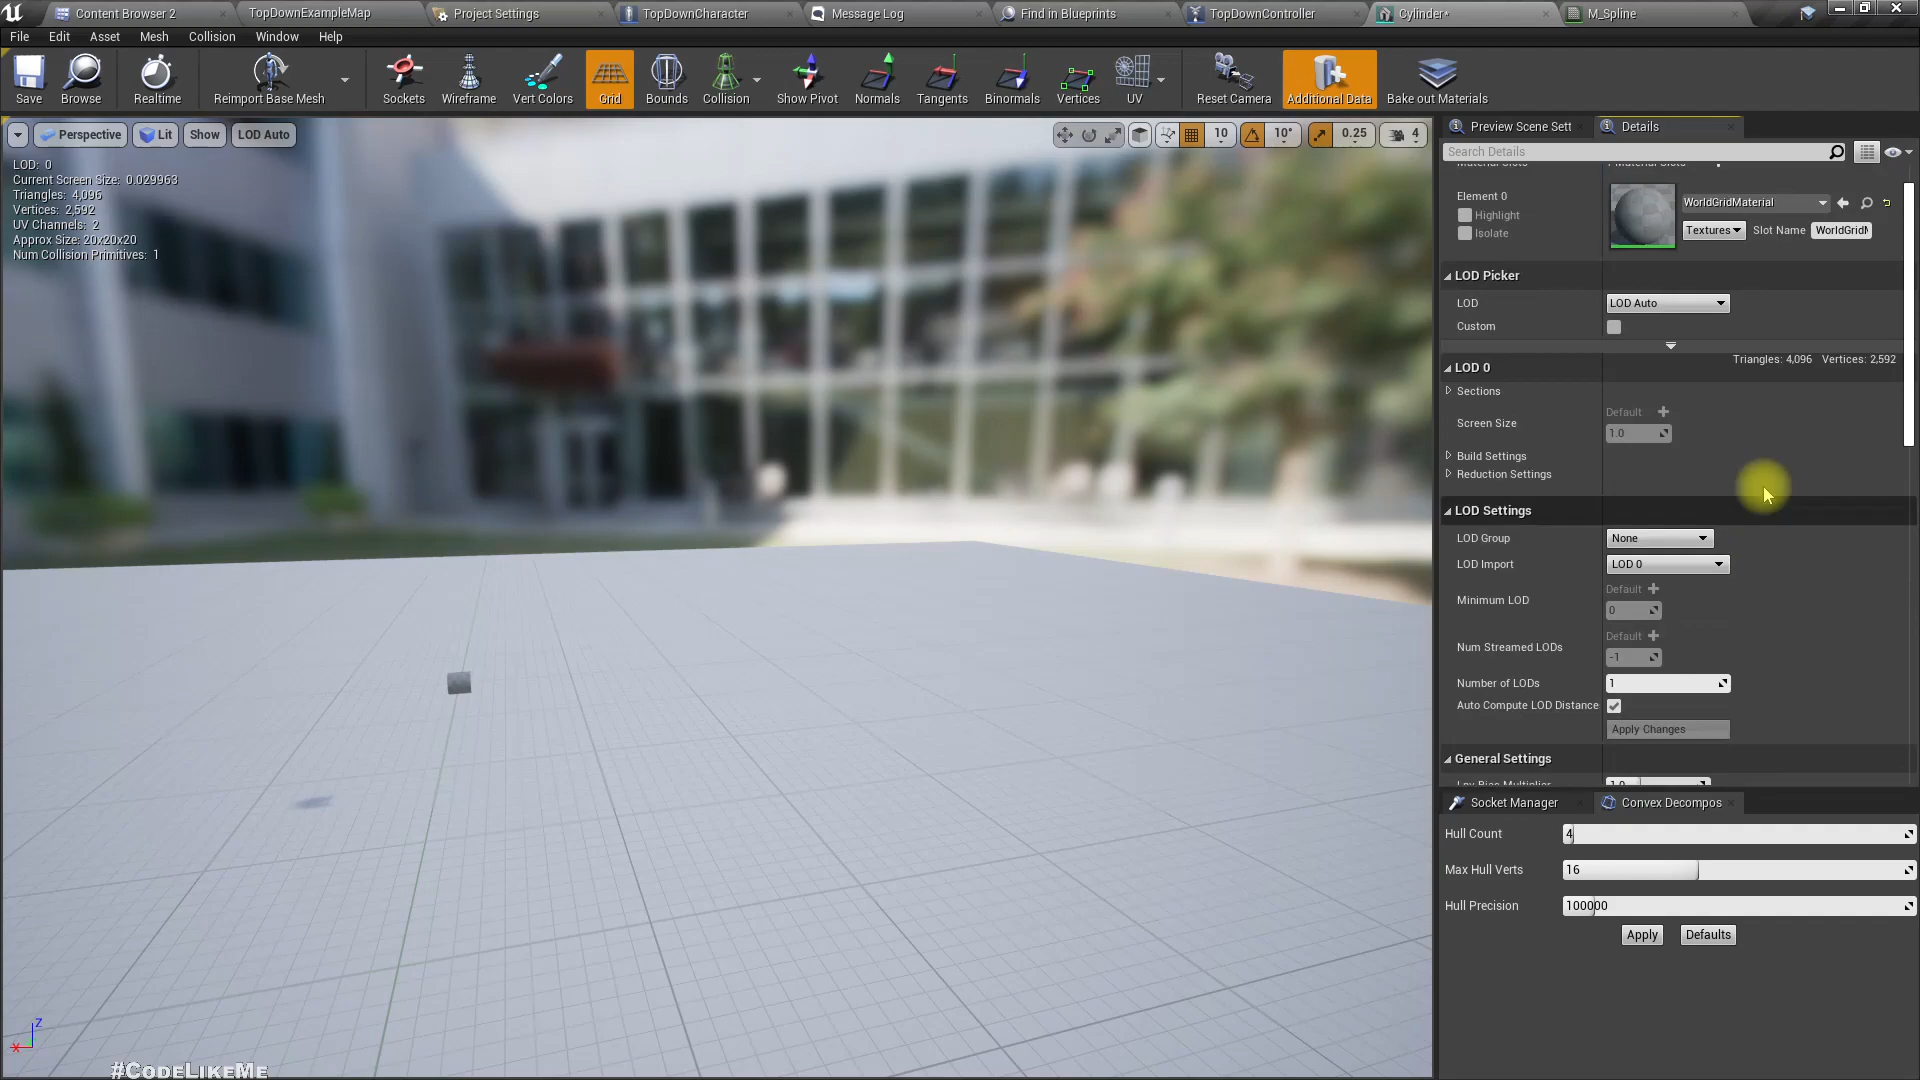 Content Browser 2
TopDownExampleMap
Project Settings
TopDownCharacter
Message Log
Find in Blueprints
TopDownController
Cylinder*
M_Spline
File Edit Asset Mesh Collision Window Help
Save
Browse
Realtime
Reimport Base Mesh
Sockets
Wireframe
Vert Colors
Grid
Bounds
Collision
Show Pivot
Normals
Tangents
Binormals
Vertices
UV
Reset Camera
Additional Data
Bake out Materials
Perspective Lit Show LOD Auto
10 10° 0.25 4
LOD: 0
Current Screen Size: 0.029963
Triangles: 4,096
Vertices: 2,592
UV Channels: 2
Approx Size: 20x20x20
Num Collision Primitives: 1
Z
X
#CodeLikeMe
Preview Scene Sett
Details
Search Details
Element 0
Highlight
Isolate
WorldGridMaterial
Textures Slot Name WorldGridM
LOD Picker
LOD LOD Auto
Custom
LOD 0
Triangles: 4,096 Vertices: 2,592
Sections
Screen Size
Default
1.0
Build Settings
Reduction Settings
LOD Settings
LOD Group None
LOD Import LOD 0
Minimum LOD
Default
0
Num Streamed LODs
Default
-1
Number of LODs 1
Auto Compute LOD Distance
Apply Changes
General Settings
Socket Manager
Convex Decompos
Hull Count 4
Max Hull Verts 16
Hull Precision 100000
Apply Defaults